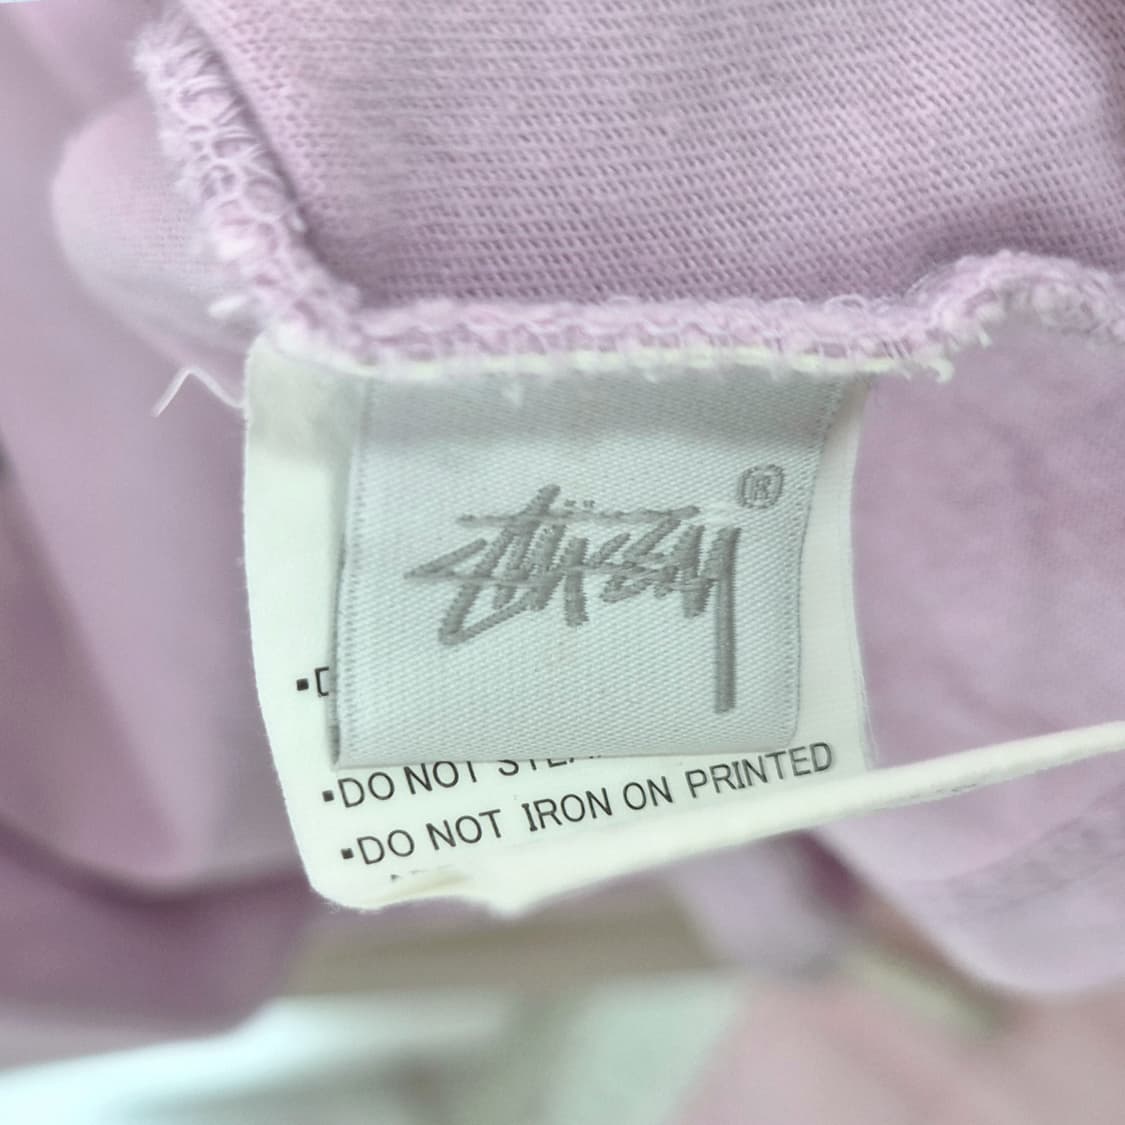 Stüssy ®
▪DO NOT
▪DO NOT IRON ON PRINTED